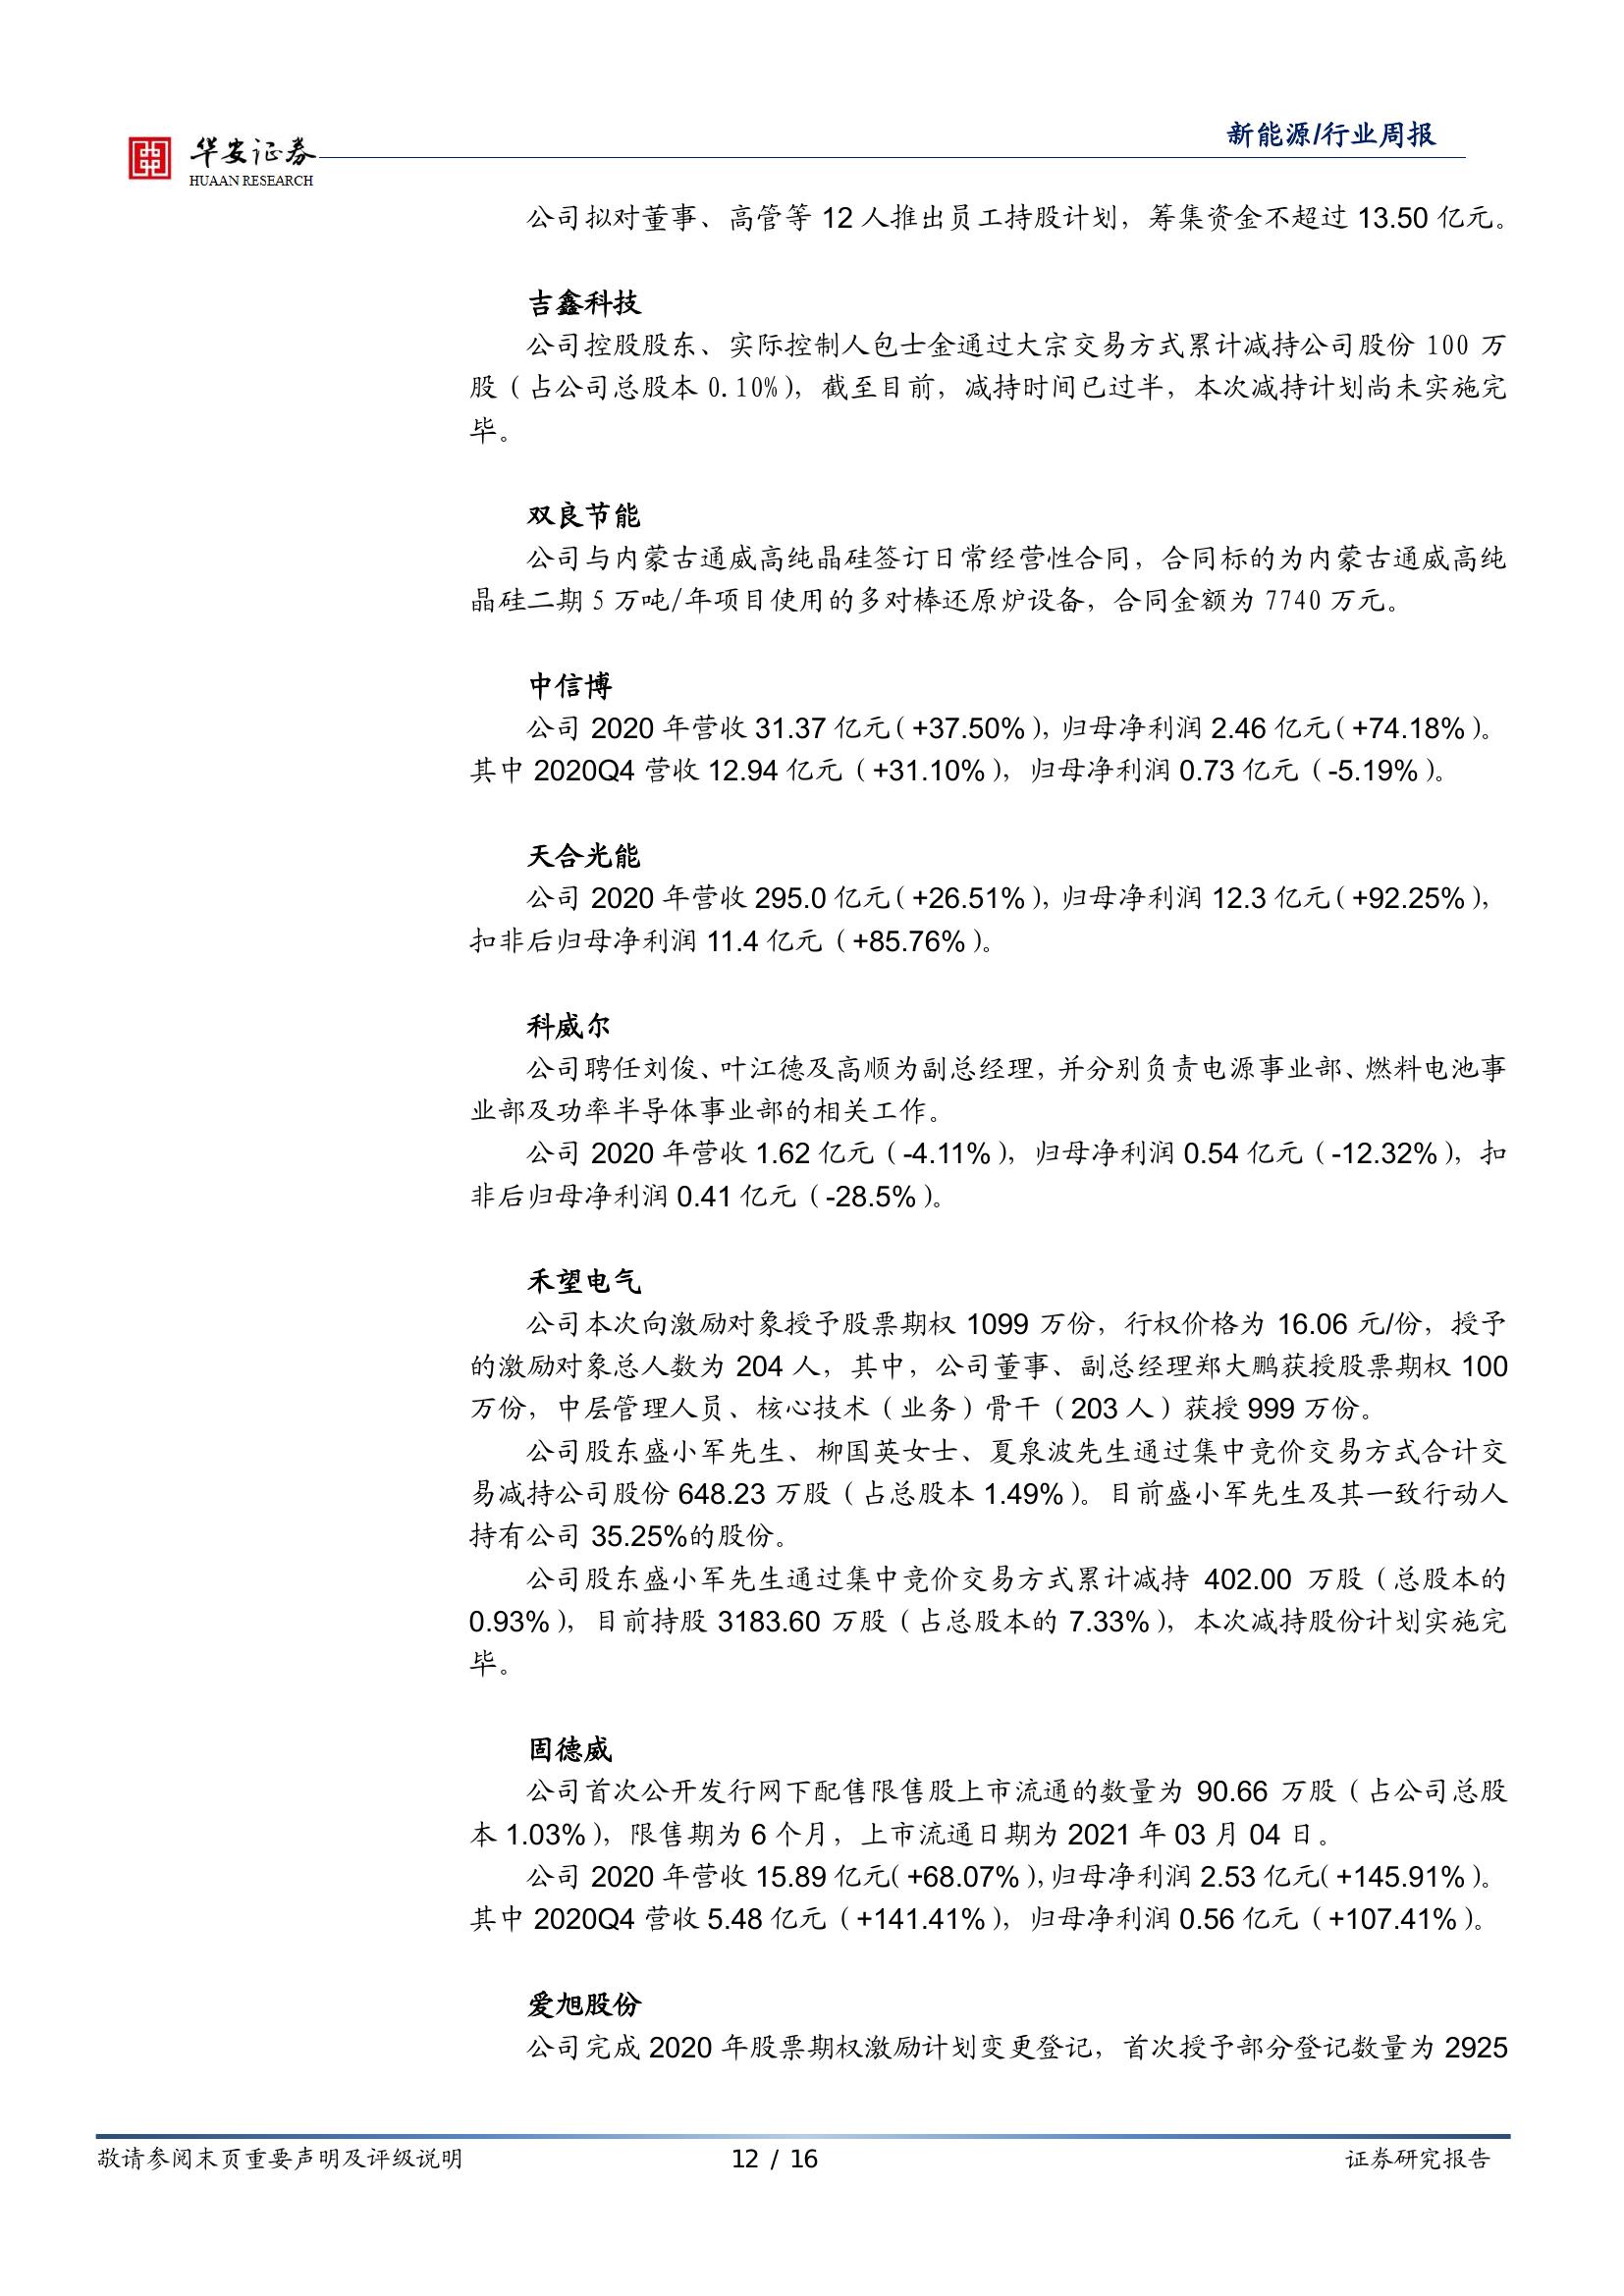 华安证券
HUAAN RESEARCH
新能源/行业周报
公司拟对董事、高管等 12 人推出员工持股计划，筹集资金不超过 13.50 亿元。
吉鑫科技
公司控股股东、实际控制人包士金通过大宗交易方式累计减持公司股份 100 万
股（占公司总股本 0.10%），截至目前，减持时间已过半，本次减持计划尚未实施完
毕。
双良节能
公司与内蒙古通威高纯晶硅签订日常经营性合同，合同标的为内蒙古通威高纯
晶硅二期 5 万吨/年项目使用的多对棒还原炉设备，合同金额为 7740 万元。
中信博
公司 2020 年营收 31.37 亿元（+37.50%），归母净利润 2.46 亿元（+74.18%）。
其中 2020Q4 营收 12.94 亿元（+31.10%），归母净利润 0.73 亿元（-5.19%）。
天合光能
公司 2020 年营收 295.0 亿元（+26.51%），归母净利润 12.3 亿元（+92.25%），
扣非后归母净利润 11.4 亿元（+85.76%）。
科威尔
公司聘任刘俊、叶江德及高顺为副总经理，并分别负责电源事业部、燃料电池事
业部及功率半导体事业部的相关工作。
公司 2020 年营收 1.62 亿元（-4.11%），归母净利润 0.54 亿元（-12.32%），扣
非后归母净利润 0.41 亿元（-28.5%）。
禾望电气
公司本次向激励对象授予股票期权 1099 万份，行权价格为 16.06 元/份，授予
的激励对象总人数为 204 人，其中，公司董事、副总经理郑大鹏获授股票期权 100
万份，中层管理人员、核心技术（业务）骨干（203 人）获授 999 万份。
公司股东盛小军先生、柳国英女士、夏泉波先生通过集中竞价交易方式合计交
易减持公司股份 648.23 万股（占总股本 1.49%）。目前盛小军先生及其一致行动人
持有公司 35.25%的股份。
公司股东盛小军先生通过集中竞价交易方式累计减持 402.00 万股（总股本的
0.93%），目前持股 3183.60 万股（占总股本的 7.33%），本次减持股份计划实施完
毕。
固德威
公司首次公开发行网下配售限售股上市流通的数量为 90.66 万股（占公司总股
本 1.03%），限售期为 6 个月，上市流通日期为 2021 年 03 月 04 日。
公司 2020 年营收 15.89 亿元（+68.07%），归母净利润 2.53 亿元（+145.91%）。
其中 2020Q4 营收 5.48 亿元（+141.41%），归母净利润 0.56 亿元（+107.41%）。
爱旭股份
公司完成 2020 年股票期权激励计划变更登记，首次授予部分登记数量为 2925
敬请参阅末页重要声明及评级说明
12 / 16
证券研究报告